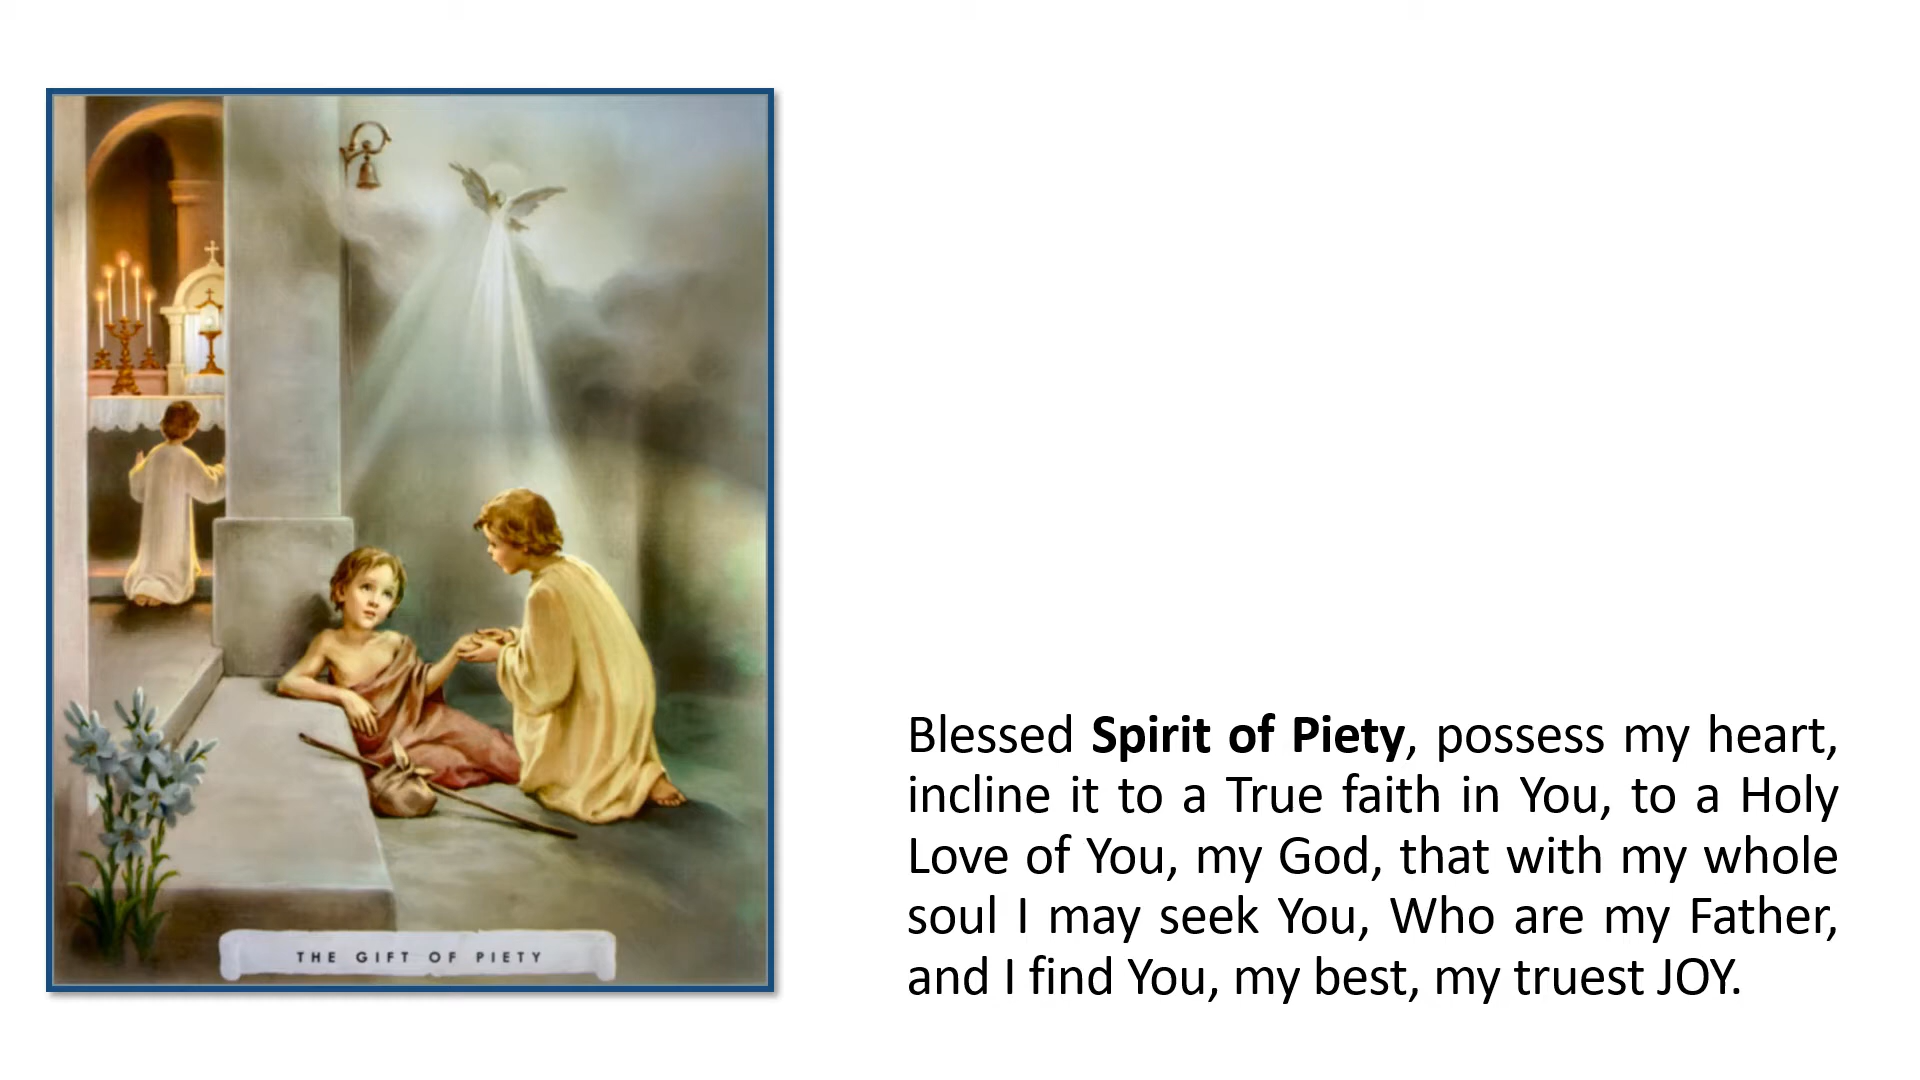 THE GIFT OF PIETY
Blessed Spirit of Piety, possess my heart,
incline it to a True faith in You, to a Holy
Love of You, my God, that with my whole
soul I may seek You, Who are my Father,
and I find You, my best, my truest JOY.